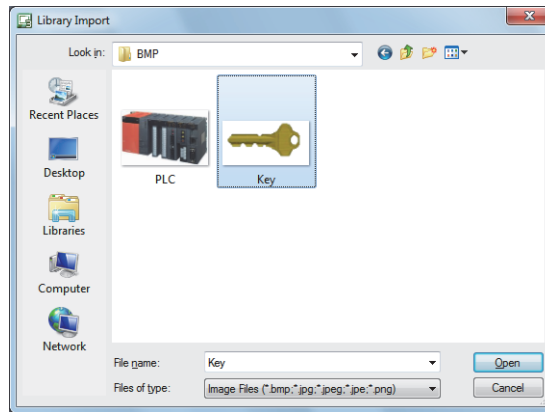 Library Import
Look in:
BMP
Recent Places
Desktop
Libraries
Computer
Network
PLC
Key
File name:
Key
Open
Files of type:
Image Files (*.bmp;*.jpg;*.jpeg;*.jpe;*.png)
Cancel